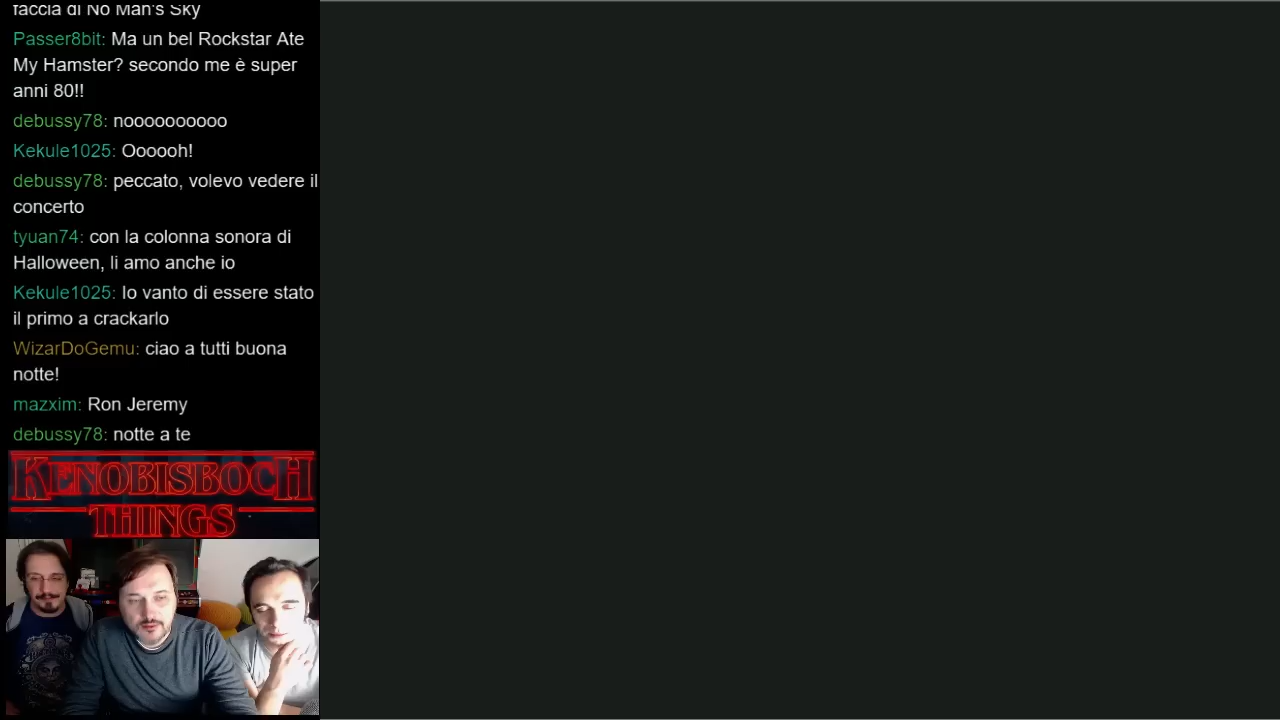 faccia di No Man's Sky
Passer8bit: Ma un bel Rockstar Ate
My Hamster? secondo me è super
anni 80!!
debussy78: noooooooooo
Kekule1025: Oooooh!
debussy78: peccato, volevo vedere il
concerto
tyuan74: con la colonna sonora di
Halloween, li amo anche io
Kekule1025: Io vanto di essere stato
il primo a crackarlo
WizarDoGemu: ciao a tutti buona
notte!
mazxim: Ron Jeremy
debussy78: notte a te
KENOBISBOCH
THINGS